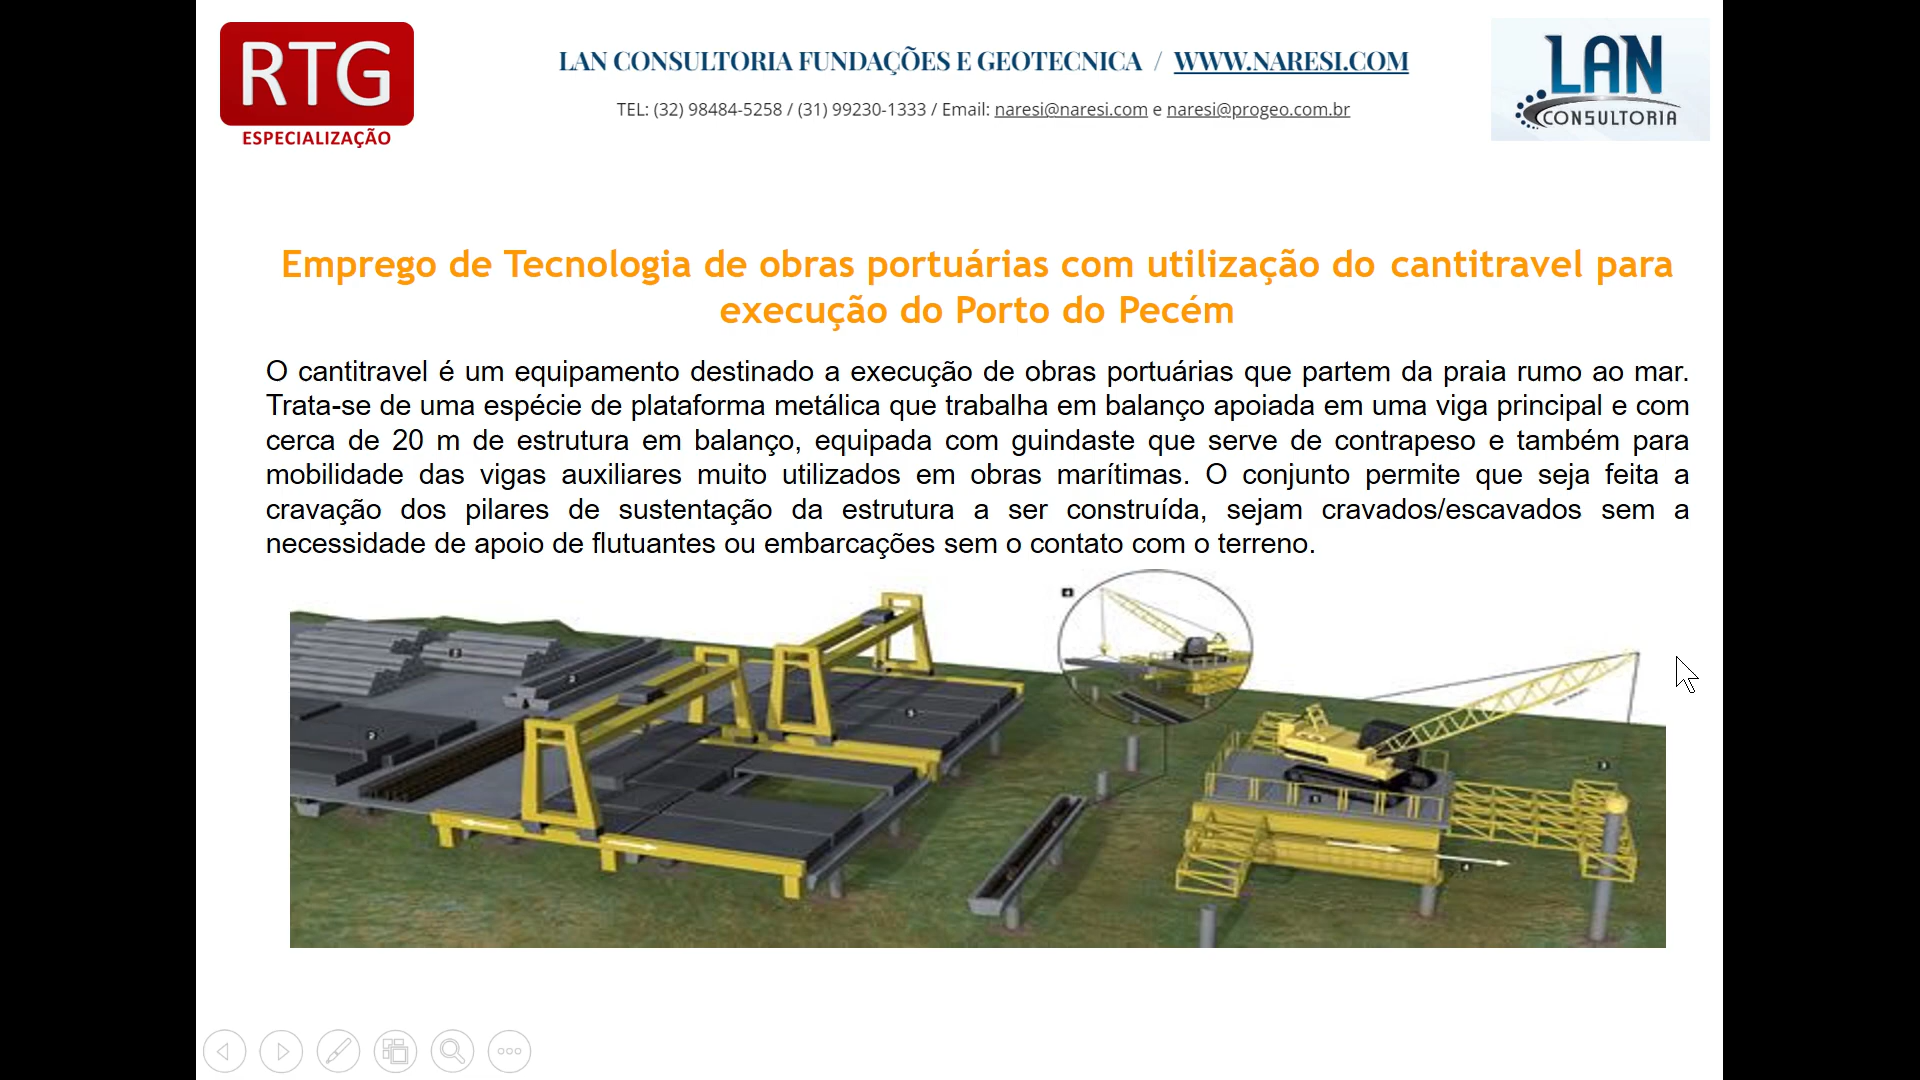 RTG
ESPECIALIZAÇÃO
LAN CONSULTORIA FUNDAÇÕES E GEOTECNICA / WWW.NARESI.COM
TEL: (32) 98484-5258 / (31) 99230-1333 / Email: naresi@naresi.com e naresi@progeo.com.br
LAN
CONSULTORIA
Emprego de Tecnologia de obras portuárias com utilização do cantitravel para
execução do Porto do Pecém
O cantitravel é um equipamento destinado a execução de obras portuárias que partem da praia rumo ao mar.
Trata-se de uma espécie de plataforma metálica que trabalha em balanço apoiada em uma viga principal e com
cerca de 20 m de estrutura em balanço, equipada com guindaste que serve de contrapeso e também para
mobilidade das vigas auxiliares muito utilizados em obras marítimas. O conjunto permite que seja feita a
cravação dos pilares de sustentação da estrutura a ser construída, sejam cravados/escavados sem a
necessidade de apoio de flutuantes ou embarcações sem o contato com o terreno.
2
2